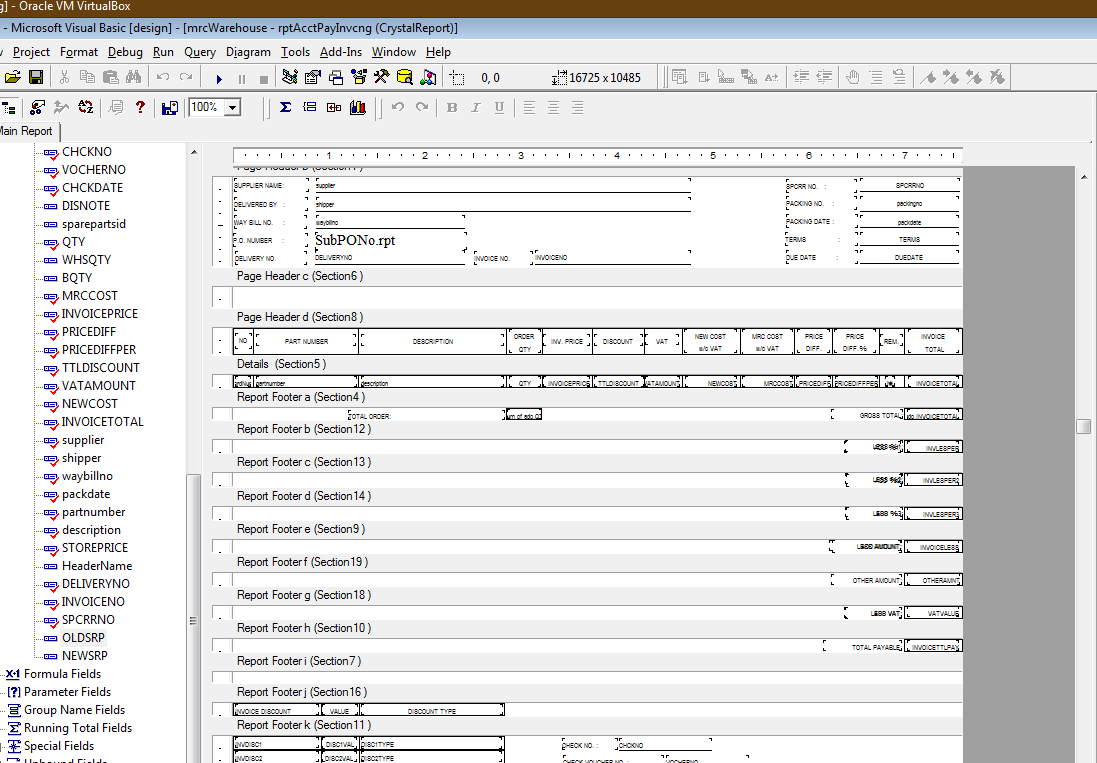 g] - Oracle VM VirtualBox
- Microsoft Visual Basic [design] - [mrcWarehouse - rptAcctPayInvcng (CrystalReport)]
Project Format Debug Run Query Diagram Tools Add-Ins Window Help
0, 0 16725 x 10485
100%
Main Report
CHCKNO
VOCHERNO
CHCKDATE
DISNOTE
sparepartsid
QTY
WHSQTY
BQTY
MRCCOST
INVOICEPRICE
PRICEDIFF
PRICEDIFFPER
TTLDISCOUNT
VATAMOUNT
NEWCOST
INVOICETOTAL
supplier
shipper
waybillno
packdate
partnumber
description
STOREPRICE
HeaderName
DELIVERYNO
INVOICENO
SPCRRNO
OLDSRP
NEWSRP
Formula Fields
Parameter Fields
Group Name Fields
Running Total Fields
Special Fields
Unbound Fields
1 2 3 4 5 6 7
Page Header b (Section1 )
SUPPLIER NAME: supplier SPCRR NO. : SPCRRNO
DELIVERED BY : shipper PACKING NO. : packingno
WAY BILL NO. : waybillno PACKING DATE : packdate
P.O. NUMBER : SubPONo.rpt TERMS : TERMS
DELIVERY NO. DELIVERYNO INVOICE NO. INVOICENO DUE DATE : DUEDATE
Page Header c (Section6 )
Page Header d (Section8 )
NO PART NUMBER DESCRIPTION ORDER QTY INV. PRICE DISCOUNT VAT NEW COST w/o VAT MRC COST w/o VAT PRICE DIFF. PRICE DIFF.% REM. INVOICE TOTAL
Details (Section5 )
partnumber description QTY INVOICEPRICE TTLDISCOUNT VATAMOUNT NEWCOST MRCCOST PRICEDIFF PRICEDIFFPER INVOICETOTAL
Report Footer a (Section4 )
TOTAL ORDER: GROSS TOTAL
Report Footer b (Section12 )
INVLESPER
Report Footer c (Section13 )
LESS %2 INVLESPER2
Report Footer d (Section14 )
LESS %3 INVLESPER3
Report Footer e (Section9 )
LESS AMOUNT INVOICELESS
Report Footer f (Section19 )
OTHER AMOUNT OTHERAMNT
Report Footer g (Section18 )
LESS VAT VATVALUE
Report Footer h (Section10 )
TOTAL PAYABLE INVOICETTLPAY
Report Footer i (Section7 )
Report Footer j (Section16 )
INVOICE DISCOUNT VALUE DISCOUNT TYPE
Report Footer k (Section11 )
INVDISC1 DISC1VAL DISC1TYPE CHECK NO. : CHCKNO
INVDISC2 DISC2VAL DISC2TYPE CHECK VOUCHER NO. : VOCHERNO